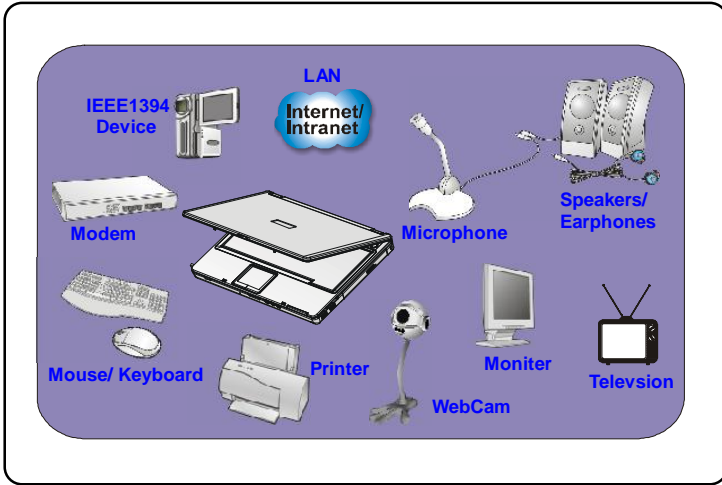 LAN
IEEE1394
Device
Internet/
Intranet
Modem
Microphone
Speakers/
Earphones
Mouse/ Keyboard
Printer
WebCam
Moniter
Televsion